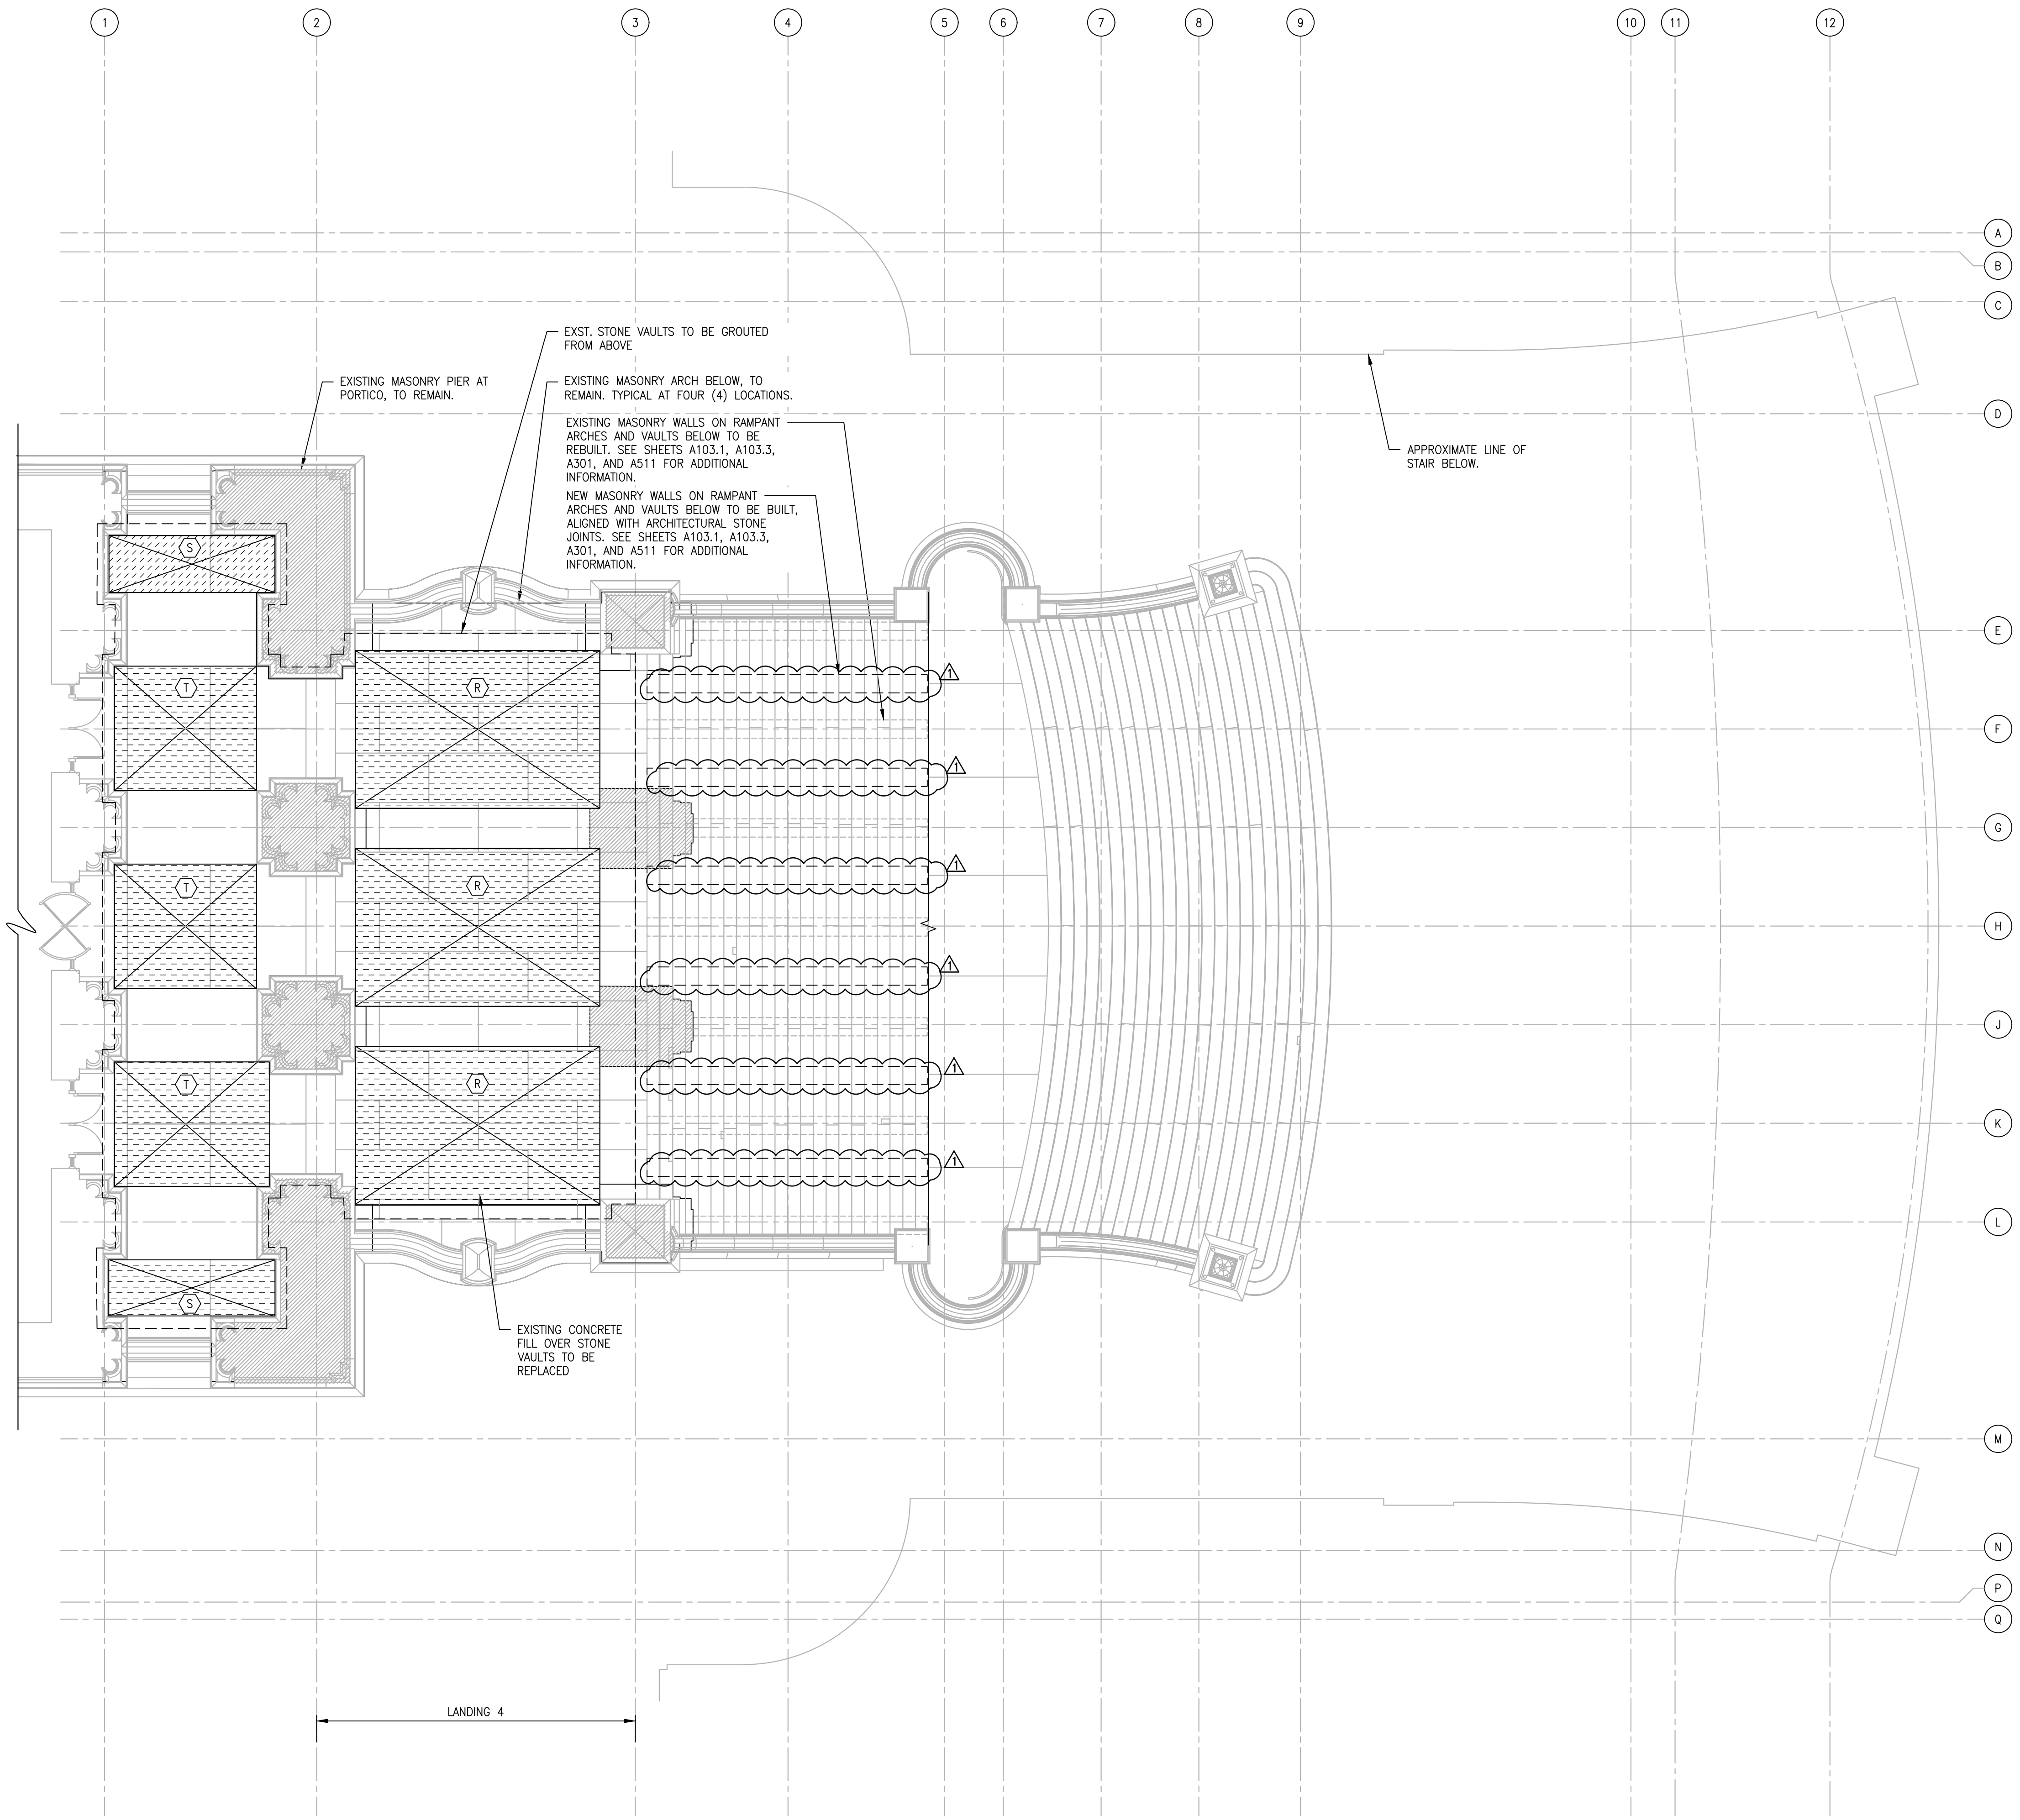 1 2 3 4 5 6 7 8 9 10 11 12
A
B
C
EXST. STONE VAULTS TO BE GROUTED
FROM ABOVE
EXISTING MASONRY PIER AT
PORTICO, TO REMAIN.
EXISTING MASONRY ARCH BELOW, TO
REMAIN. TYPICAL AT FOUR (4) LOCATIONS.
D
EXISTING MASONRY WALLS ON RAMPANT
ARCHES AND VAULTS BELOW TO BE
REBUILT. SEE SHEETS A103.1, A103.3,
A301, AND A511 FOR ADDITIONAL
INFORMATION.
APPROXIMATE LINE OF
STAIR BELOW.
NEW MASONRY WALLS ON RAMPANT
ARCHES AND VAULTS BELOW TO BE BUILT,
ALIGNED WITH ARCHITECTURAL STONE
JOINTS. SEE SHEETS A103.1, A103.3,
A301, AND A511 FOR ADDITIONAL
INFORMATION.
S
E
1
T R
F
1
G
1
T R
H
1
J
1
T R
K
1
L
S
EXISTING CONCRETE
FILL OVER STONE
VAULTS TO BE
REPLACED
M
N
P
Q
LANDING 4